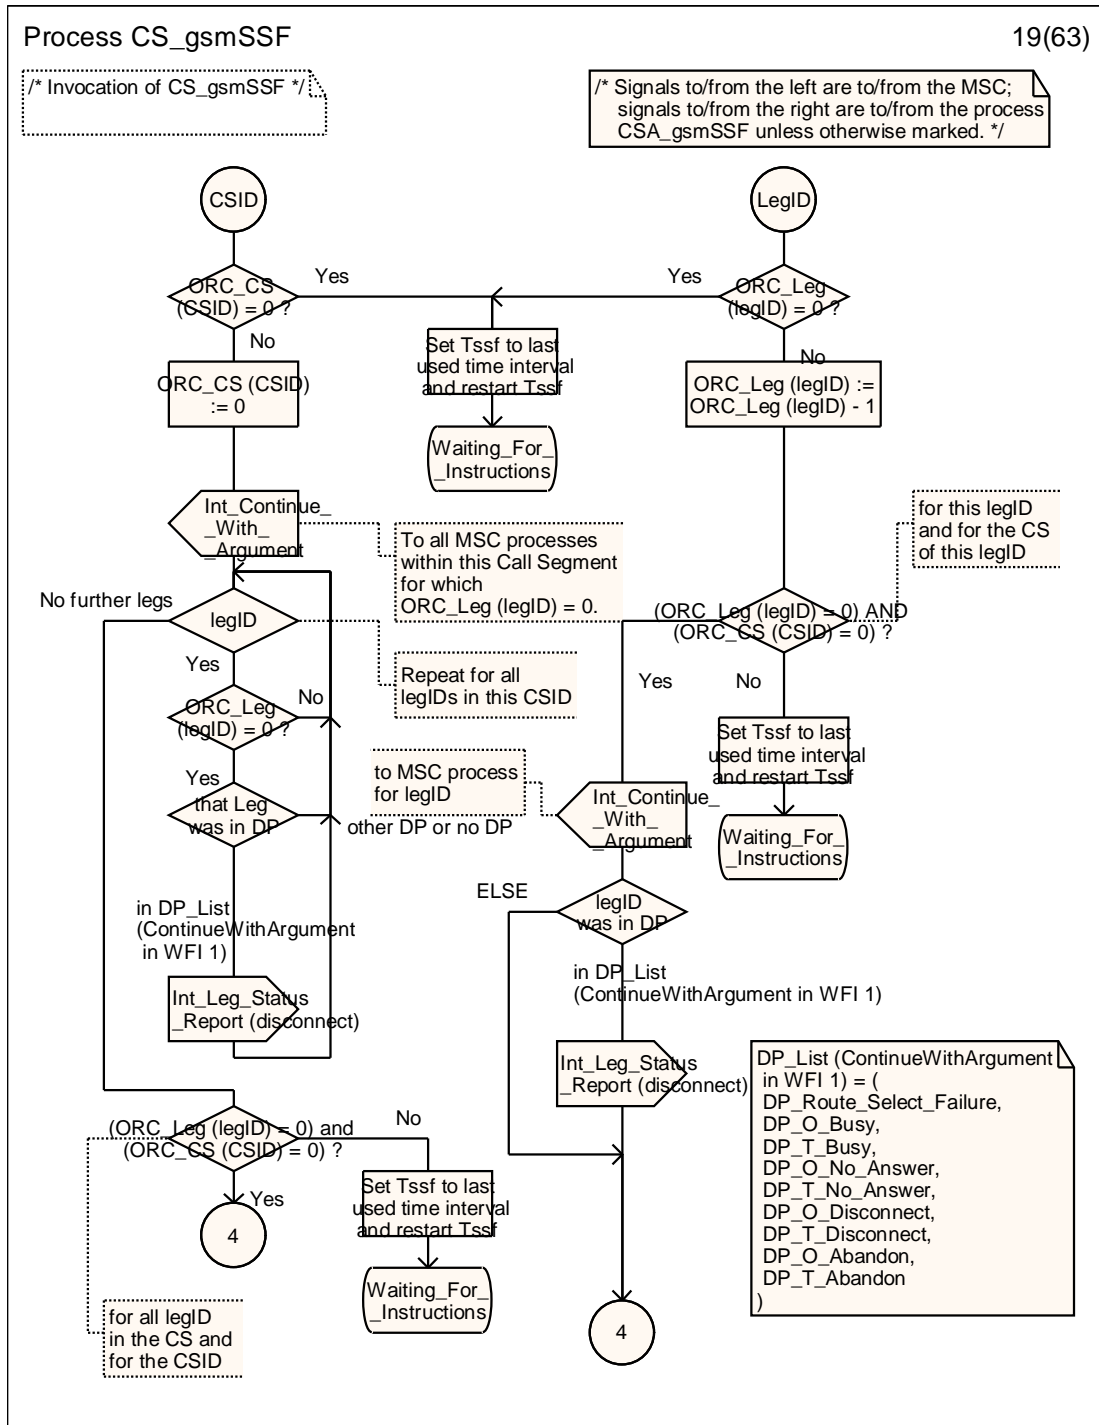 Process CS_gsmSSF
19(63)
/* Invocation of CS_gsmSSF */
/* Signals to/from the left are to/from the MSC;
signals to/from the right are to/from the process
CSA_gsmSSF unless otherwise marked. */
CSID
LegID
ORC_CS
(CSID) = 0 ?
Yes
Yes
ORC_Leg
(legID) = 0 ?
No
No
ORC_CS (CSID)
:= 0
Set Tssf to last
used time interval
and restart Tssf
ORC_Leg (legID) :=
ORC_Leg (legID) - 1
Waiting_For_
_Instructions
Int_Continue_
_With_
_Argument
To all MSC processes
within this Call Segment
for which
ORC_Leg (legID) = 0.
for this legID
and for the CS
of this legID
No further legs
legID
(ORC_Leg (legID) = 0) AND
(ORC_CS (CSID) = 0) ?
Yes
Repeat for all
legIDs in this CSID
Yes
No
ORC_Leg
(legID) = 0 ?
No
Set Tssf to last
used time interval
and restart Tssf
Yes
to MSC process
for legID
Int_Continue_
_With_
_Argument
that Leg
was in DP
other DP or no DP
Waiting_For_
_Instructions
ELSE
legID
was in DP
in DP_List
(ContinueWithArgument
in WFI 1)
in DP_List
(ContinueWithArgument in WFI 1)
Int_Leg_Status
_Report (disconnect)
Int_Leg_Status
_Report (disconnect)
DP_List (ContinueWithArgument
in WFI 1) = (
DP_Route_Select_Failure,
DP_O_Busy,
DP_T_Busy,
DP_O_No_Answer,
DP_T_No_Answer,
DP_O_Disconnect,
DP_T_Disconnect,
DP_O_Abandon,
DP_T_Abandon
)
(ORC_Leg (legID) = 0) and
(ORC_CS (CSID) = 0) ?
No
Yes
Set Tssf to last
used time interval
and restart Tssf
4
Waiting_For_
_Instructions
for all legID
in the CS and
for the CSID
4